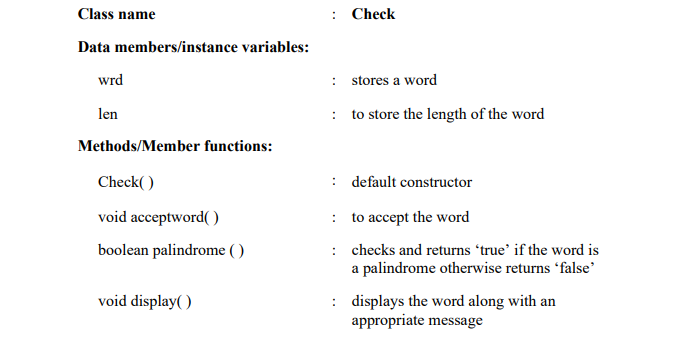 Class name : Check
Data members/instance variables:
wrd : stores a word
len : to store the length of the word
Methods/Member functions:
Check( ) : default constructor
void acceptword( ) : to accept the word
boolean palindrome ( ) : checks and returns ‘true’ if the word is
a palindrome otherwise returns ‘false’
void display( ) : displays the word along with an
appropriate message